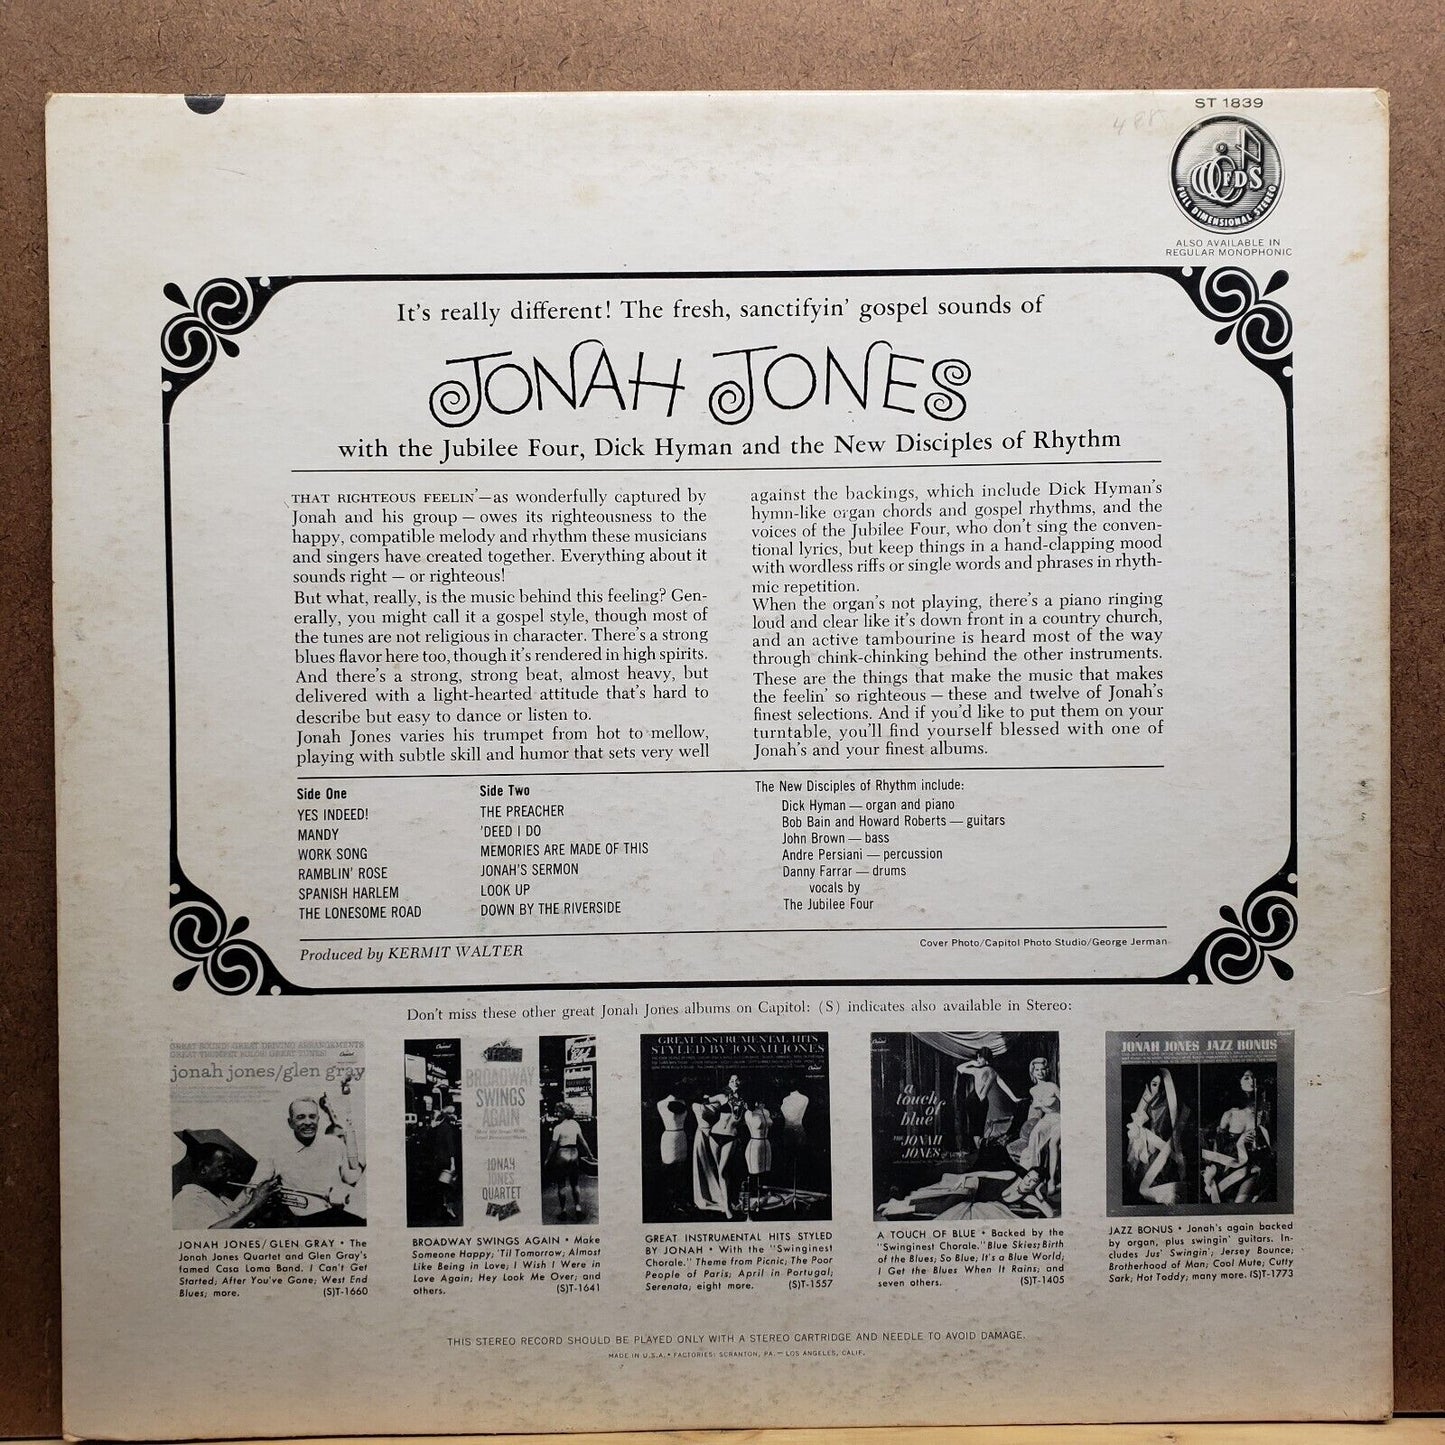 ST 1839
488
FDS
FULL DIMENSIONAL STEREO
ALSO AVAILABLE IN
REGULAR MONOPHONIC
It's really different! The fresh, sanctifyin' gospel sounds of
JONAH JONES
with the Jubilee Four, Dick Hyman and the New Disciples of Rhythm
THAT RIGHTEOUS FEELIN'—as wonderfully captured by
Jonah and his group — owes its righteousness to the
happy, compatible melody and rhythm these musicians
and singers have created together. Everything about it
sounds right — or righteous!
But what, really, is the music behind this feeling? Gen-
erally, you might call it a gospel style, though most of
the tunes are not religious in character. There's a strong
blues flavor here too, though it's rendered in high spirits.
And there's a strong, strong beat, almost heavy, but
delivered with a light-hearted attitude that's hard to
describe but easy to dance or listen to.
Jonah Jones varies his trumpet from hot to mellow,
playing with subtle skill and humor that sets very well
against the backings, which include Dick Hyman's
hymn-like organ chords and gospel rhythms, and the
voices of the Jubilee Four, who don't sing the conven-
tional lyrics, but keep things in a hand-clapping mood
with wordless riffs or single words and phrases in rhyth-
mic repetition.
When the organ's not playing, there's a piano ringing
loud and clear like it's down front in a country church,
and an active tambourine is heard most of the way
through chink-chinking behind the other instruments.
These are the things that make the music that makes
the feelin' so righteous — these and twelve of Jonah's
finest selections. And if you'd like to put them on your
turntable, you'll find yourself blessed with one of
Jonah's and your finest albums.
Side One
YES INDEED!
MANDY
WORK SONG
RAMBLIN' ROSE
SPANISH HARLEM
THE LONESOME ROAD
Side Two
THE PREACHER
'DEED I DO
MEMORIES ARE MADE OF THIS
JONAH'S SERMON
LOOK UP
DOWN BY THE RIVERSIDE
The New Disciples of Rhythm include:
Dick Hyman — organ and piano
Bob Bain and Howard Roberts — guitars
John Brown — bass
Andre Persiani — percussion
Danny Farrar — drums
vocals by
The Jubilee Four
Produced by KERMIT WALTER
Cover Photo/Capitol Photo Studio/George Jerman
Don't miss these other great Jonah Jones albums on Capitol: (S) indicates also available in Stereo:
GREAT SOUND! GREAT DRIVING ARRANGEMENTS
GREAT TRUMPET SOLOS! GREAT TUNES!
jonah jones/glen gray
JONAH JONES/GLEN GRAY • The
Jonah Jones Quartet and Glen Gray's
famed Casa Loma Band. I Can't Get
Started; After You've Gone; West End
Blues; more. (S)T-1660
BROADWAY
SWINGS
AGAIN
JONAH
JONES
QUARTET
BROADWAY SWINGS AGAIN • Make
Someone Happy; 'Til Tomorrow; Almost
Like Being in Love; I Wish I Were in
Love Again; Hey Look Me Over; and
others. (S)T-1641
GREAT INSTRUMENTAL HITS
STYLED BY JONAH JONES
GREAT INSTRUMENTAL HITS STYLED
BY JONAH • With the "Swinginest
Chorale." Theme from Picnic; The Poor
People of Paris; April in Portugal;
Serenata; eight more. (S)T-1557
a
touch of
blue
THE
JONAH
JONES
A TOUCH OF BLUE • Backed by the
"Swinginest Chorale." Blue Skies; Birth
of the Blues; So Blue; It's a Blue World;
I Get the Blues When It Rains; and
seven others. (S)T-1405
JONAH JONES JAZZ BONUS
JAZZ BONUS • Jonah's again backed
by organ, plus swingin' guitars. In-
cludes Jus' Swingin'; Jersey Bounce;
Brotherhood of Man; Cool Mute; Cutty
Sark; Hot Toddy; many more. (S)T-1773
THIS STEREO RECORD SHOULD BE PLAYED ONLY WITH A STEREO CARTRIDGE AND NEEDLE TO AVOID DAMAGE.
MADE IN U.S.A. • FACTORIES: SCRANTON, PA. — LOS ANGELES, CALIF.